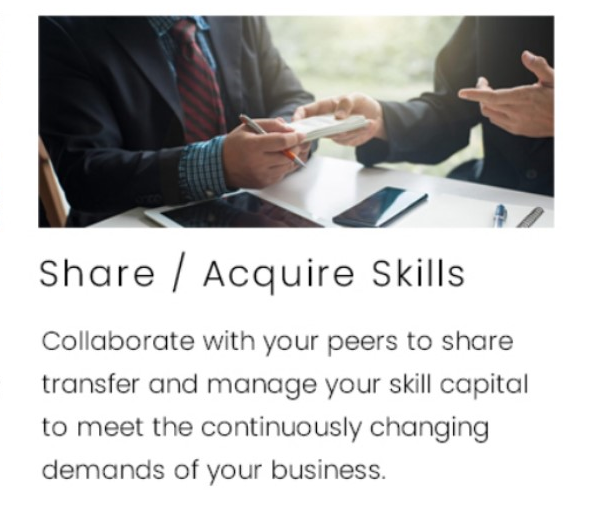 Share / Acquire Skills
Collaborate with your peers to share
transfer and manage your skill capital
to meet the continuously changing
demands of your business.